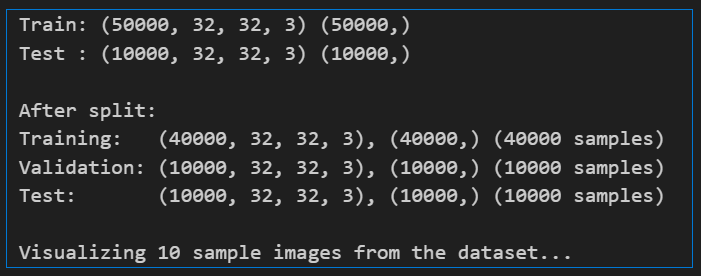 Train: (50000, 32, 32, 3) (50000,)
Test : (10000, 32, 32, 3) (10000,)
After split:
Training:   (40000, 32, 32, 3), (40000,) (40000 samples)
Validation: (10000, 32, 32, 3), (10000,) (10000 samples)
Test:       (10000, 32, 32, 3), (10000,) (10000 samples)
Visualizing 10 sample images from the dataset...